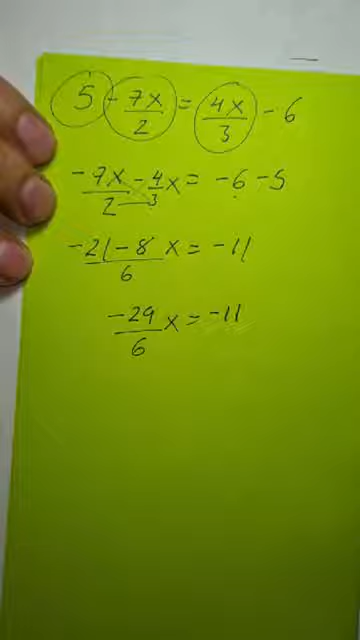 5 - 7x/2 = 4x/3 - 6
-7x/2 - 4/3 x = -6 - 5
-21 - 8/6 x = -11
-29/6 x = -11